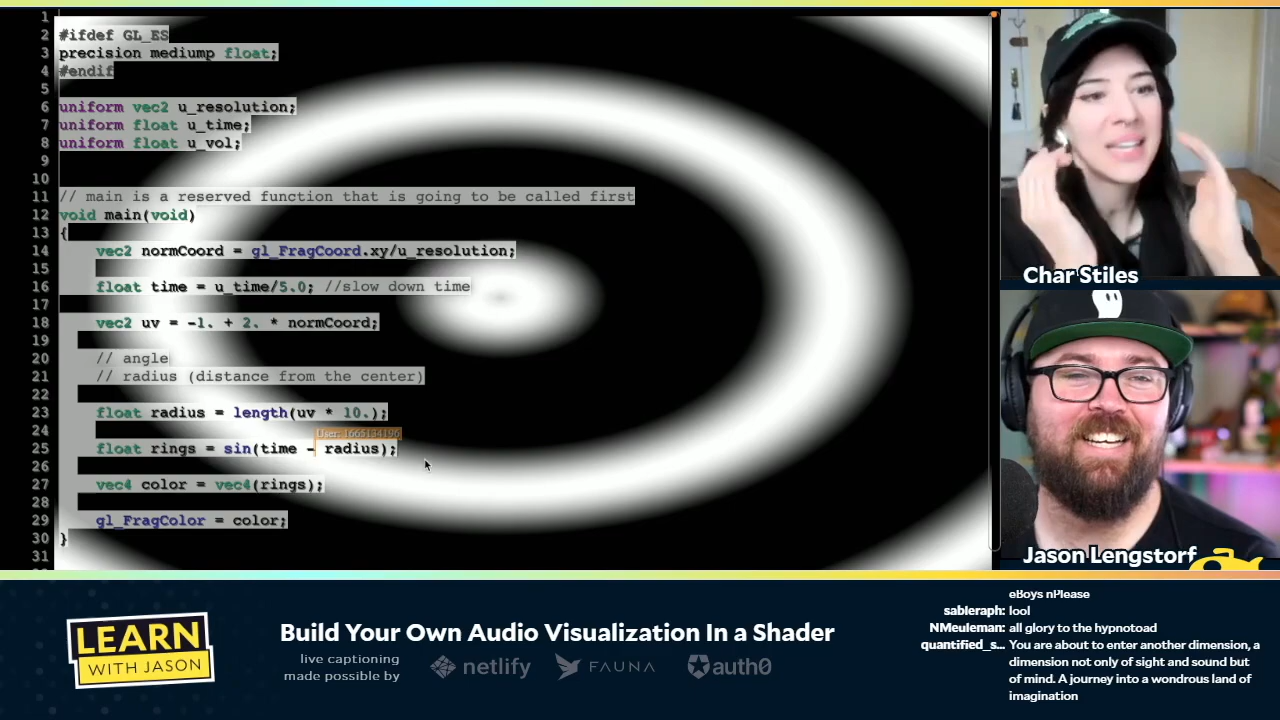 1
2 #ifdef GL_ES
3 precision mediump float;
4 #endif
5
6 uniform vec2 u_resolution;
7 uniform float u_time;
8 uniform float u_vol;
9
10
11 // main is a reserved function that is going to be called first
12 void main(void)
13 {
14 vec2 normCoord = gl_FragCoord.xy/u_resolution;
15
16 float time = u_time/5.0; //slow down time
17
18 vec2 uv = -1. + 2. * normCoord;
19
20 // angle
21 // radius (distance from the center)
22
23 float radius = length(uv * 10.);
24
User: 1665134196
25 float rings = sin(time - radius);
26
27 vec4 color = vec4(rings);
28
29 gl_FragColor = color;
30 }
31
Char Stiles
Jason Lengstorf
LEARN
WITH JASON
Build Your Own Audio Visualization In a Shader
live captioning
made possible by
netlify
FAUNA
auth0
eBoys nPlease
sableraph: lool
NMeuleman: all glory to the hypnotoad
quantified_s... You are about to enter another dimension, a
dimension not only of sight and sound but
of mind. A journey into a wondrous land of
imagination